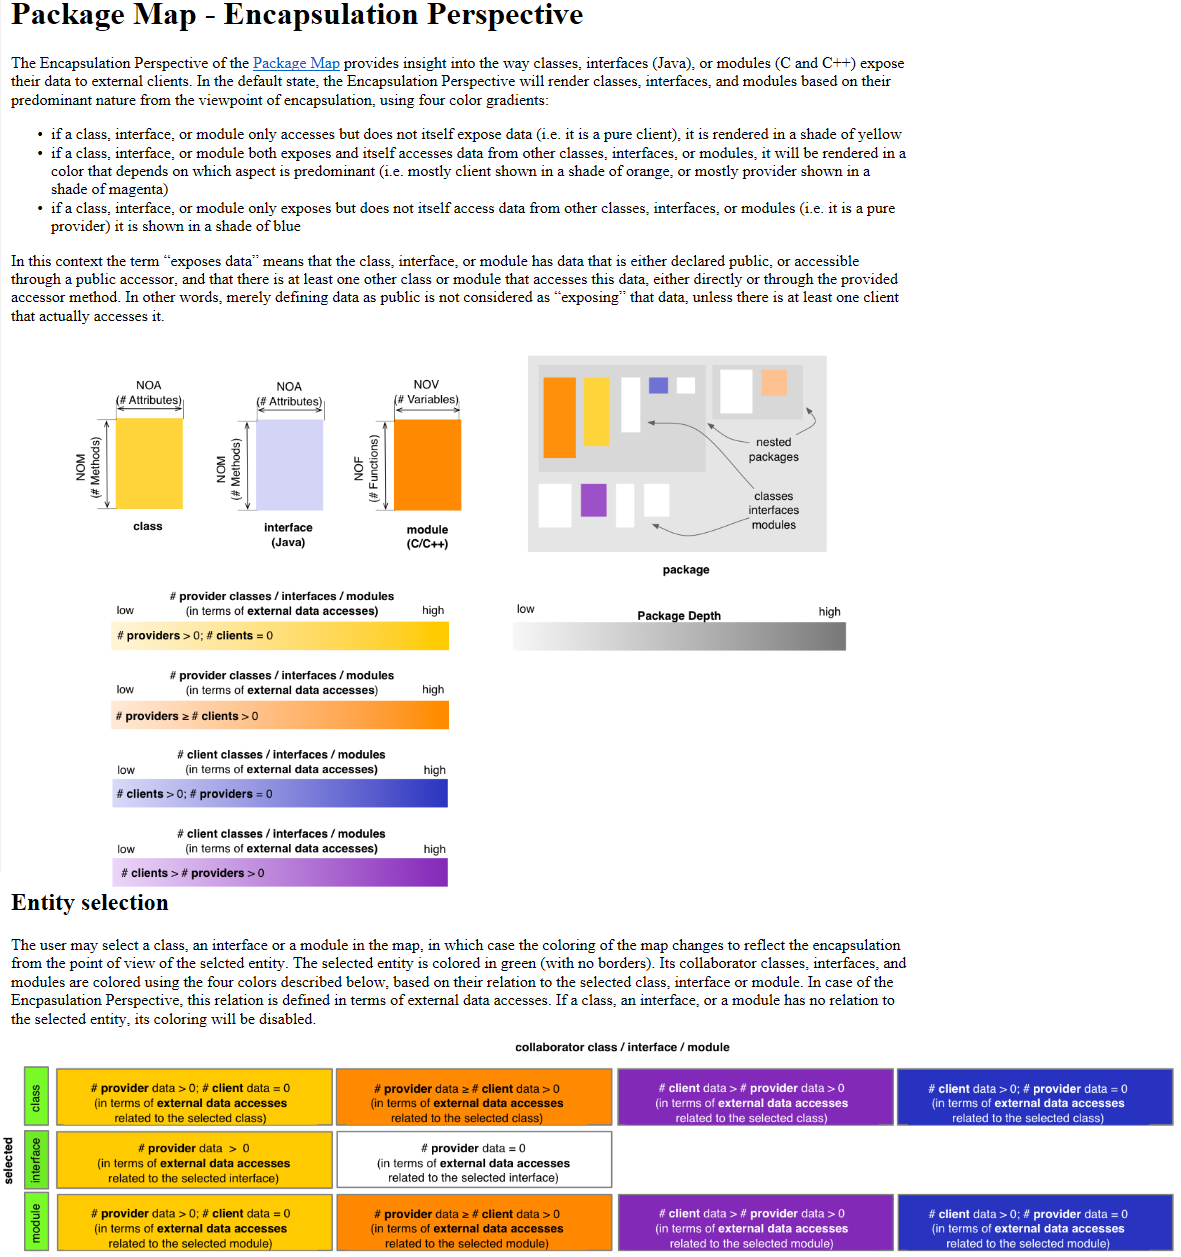 Package Map - Encapsulation Perspective
The Encapsulation Perspective of the Package Map provides insight into the way classes, interfaces (Java), or modules (C and C++) expose
their data to external clients. In the default state, the Encapsulation Perspective will render classes, interfaces, and modules based on their
predominant nature from the viewpoint of encapsulation, using four color gradients:
• if a class, interface, or module only accesses but does not itself expose data (i.e. it is a pure client), it is rendered in a shade of yellow
• if a class, interface, or module both exposes and itself accesses data from other classes, interfaces, or modules, it will be rendered in a
color that depends on which aspect is predominant (i.e. mostly client shown in a shade of orange, or mostly provider shown in a
shade of magenta)
• if a class, interface, or module only exposes but does not itself access data from other classes, interfaces, or modules (i.e. it is a pure
provider) it is shown in a shade of blue
In this context the term “exposes data” means that the class, interface, or module has data that is either declared public, or accessible
through a public accessor, and that there is at least one other class or module that accesses this data, either directly or through the provided
accessor method. In other words, merely defining data as public is not considered as “exposing” that data, unless there is at least one client
that actually accesses it.
NOA
(# Attributes)
NOM
(# Methods)
class
NOA
(# Attributes)
NOM
(# Methods)
interface
(Java)
NOV
(# Variables)
NOF
(# Functions)
module
(C/C++)
nested
packages
classes
interfaces
modules
package
# provider classes / interfaces / modules
low (in terms of external data accesses) high
# providers > 0; # clients = 0
low Package Depth high
# provider classes / interfaces / modules
low (in terms of external data accesses) high
# providers ≥ # clients > 0
# client classes / interfaces / modules
low (in terms of external data accesses) high
# clients > 0; # providers = 0
# client classes / interfaces / modules
low (in terms of external data accesses) high
# clients > # providers > 0
Entity selection
The user may select a class, an interface or a module in the map, in which case the coloring of the map changes to reflect the encapsulation
from the point of view of the selcted entity. The selected entity is colored in green (with no borders). Its collaborator classes, interfaces, and
modules are colored using the four colors described below, based on their relation to the selected class, interface or module. In case of the
Encpasulation Perspective, this relation is defined in terms of external data accesses. If a class, an interface, or a module has no relation to
the selected entity, its coloring will be disabled.
collaborator class / interface / module
selected
class
# provider data > 0; # client data = 0
(in terms of external data accesses
related to the selected class)
# provider data ≥ # client data > 0
(in terms of external data accesses
related to the selected class)
# client data > # provider data > 0
(in terms of external data accesses
related to the selected class)
# client data > 0; # provider data = 0
(in terms of external data accesses
related to the selected class)
interface
# provider data > 0
(in terms of external data accesses
related to the selected interface)
# provider data = 0
(in terms of external data accesses
related to the selected interface)
module
# provider data > 0; # client data = 0
(in terms of external data accesses
related to the selected module)
# provider data ≥ # client data > 0
(in terms of external data accesses
related to the selected module)
# client data > # provider data > 0
(in terms of external data accesses
related to the selected module)
# client data > 0; # provider data = 0
(in terms of external data accesses
related to the selected module)